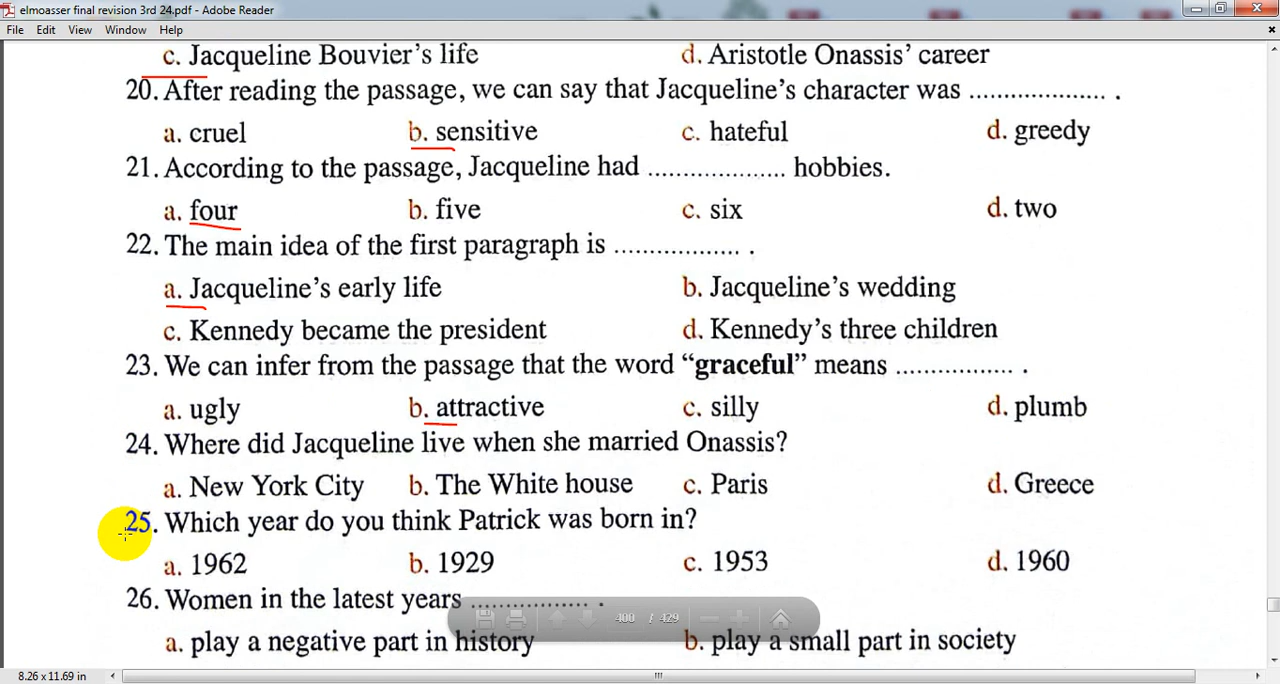 elmoasser final revision 3rd 24.pdf - Adobe Reader
File Edit View Window Help
c. Jacqueline Bouvier's life d. Aristotle Onassis' career
20. After reading the passage, we can say that Jacqueline's character was .................... .
a. cruel b. sensitive c. hateful d. greedy
21. According to the passage, Jacqueline had .................... hobbies.
a. four b. five c. six d. two
22. The main idea of the first paragraph is .................. .
a. Jacqueline's early life b. Jacqueline's wedding
c. Kennedy became the president d. Kennedy's three children
23. We can infer from the passage that the word “graceful” means ................. .
a. ugly b. attractive c. silly d. plumb
24. Where did Jacqueline live when she married Onassis?
a. New York City b. The White house c. Paris d. Greece
25. Which year do you think Patrick was born in?
a. 1962 b. 1929 c. 1953 d. 1960
26. Women in the latest years ................. .
400 / 429
a. play a negative part in history b. play a small part in society
8.26 x 11.69 in